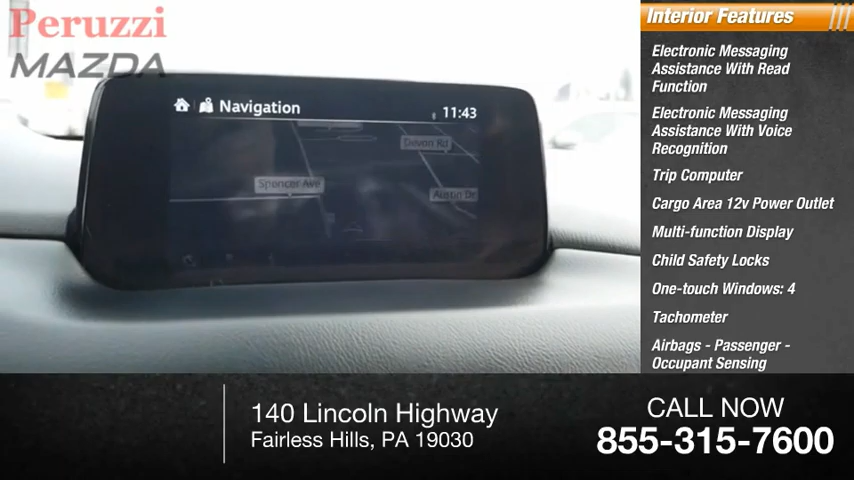 Peruzzi
MAZDA
Navigation
11:43
Devon Rd
Spencer Ave
Austin Dr
Interior Features
Electronic Messaging
Assistance With Read
Function
Electronic Messaging
Assistance With Voice
Recognition
Trip Computer
Cargo Area 12v Power Outlet
Multi-function Display
Child Safety Locks
One-touch Windows: 4
Tachometer
Airbags - Passenger -
Occupant Sensing
140 Lincoln Highway
Fairless Hills, PA 19030
CALL NOW
855-315-7600